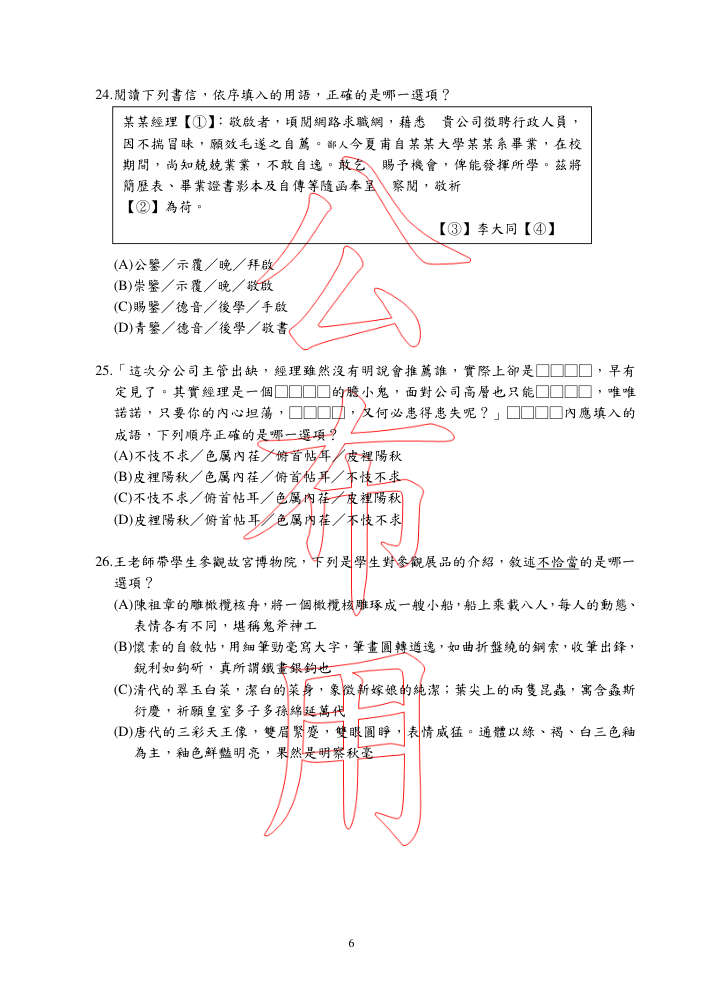 24.閱讀下列書信，依序填入的用語，正確的是哪一選項？
某某經理【①】：敬啟者，頃閱網路求職網，藉悉　貴公司徵聘行政人員，
因不揣冒昧，願效毛遂之自薦。鄙人今夏甫自某某大學某某系畢業，在校
期間，尚知兢兢業業，不敢自逸。敢乞　賜予機會，俾能發揮所學。茲將
簡歷表、畢業證書影本及自傳等隨函奉呈　察閱，敬祈
【②】為荷。
【③】李大同【④】
(A)公鑒／示覆／晚／拜啟
(B)崇鑒／示覆／晚／敬啟
(C)賜鑒／德音／後學／手啟
(D)青鑒／德音／後學／敬書
25.「這次分公司主管出缺，經理雖然沒有明說會推薦誰，實際上卻是□□□□，早有
定見了。其實經理是一個□□□□的膽小鬼，面對公司高層也只能□□□□，唯唯
諾諾，只要你的內心坦蕩，□□□□，又何必患得患失呢？」□□□□內應填入的
成語，下列順序正確的是哪一選項？
(A)不忮不求／色厲內荏／俯首帖耳／皮裡陽秋
(B)皮裡陽秋／色厲內荏／俯首帖耳／不忮不求
(C)不忮不求／俯首帖耳／色厲內荏／皮裡陽秋
(D)皮裡陽秋／俯首帖耳／色厲內荏／不忮不求
26.王老師帶學生參觀故宮博物院，下列是學生對參觀展品的介紹，敘述不恰當的是哪一
選項？
(A)陳祖章的雕橄欖核舟，將一個橄欖核雕琢成一艘小船，船上乘載八人，每人的動態、
表情各有不同，堪稱鬼斧神工
(B)懷素的自敘帖，用細筆勁毫寫大字，筆畫圓轉遒逸，如曲折盤繞的鋼索，收筆出鋒，
銳利如鉤斫，真所謂鐵畫銀鉤也
(C)清代的翠玉白菜，潔白的菜身，象徵新嫁娘的純潔；葉尖上的兩隻昆蟲，寓含螽斯
衍慶，祈願皇室多子多孫綿延萬代
(D)唐代的三彩天王像，雙眉緊蹙，雙眼圓睜，表情威猛。通體以綠、褐、白三色釉
為主，釉色鮮豔明亮，果然是明察秋毫
公布用
6